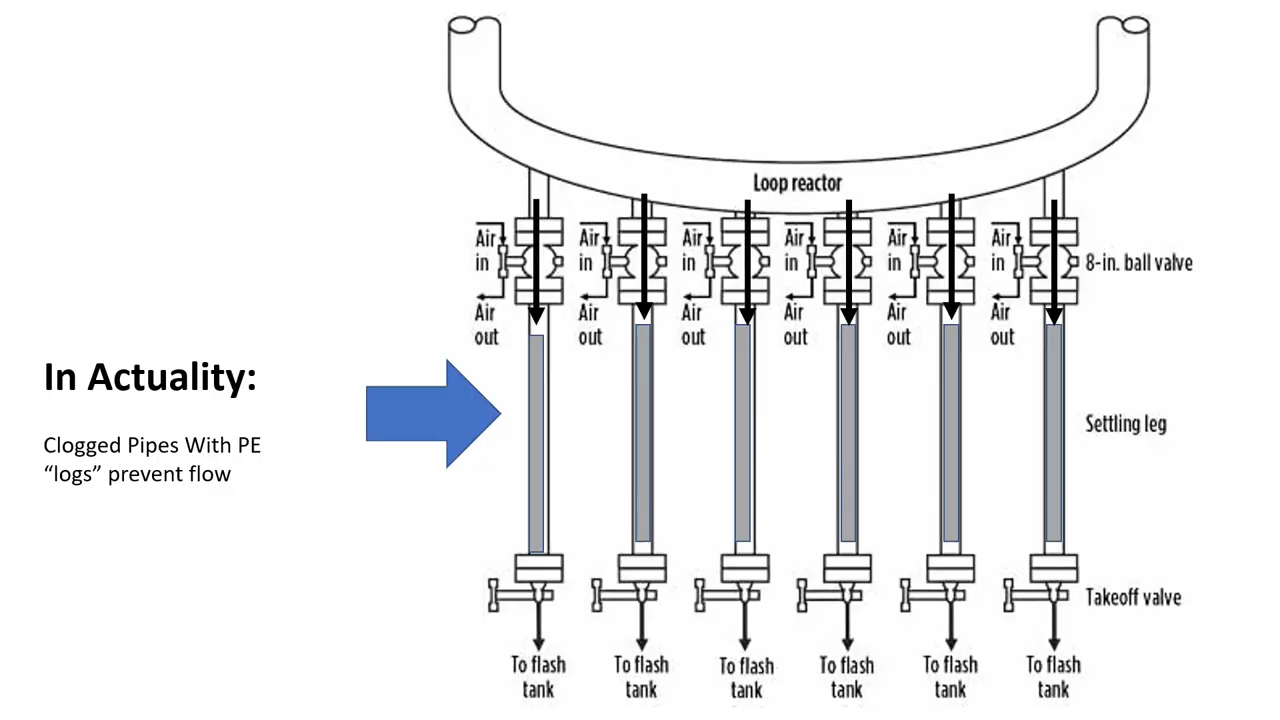 Loop reactor
Air
in
Air
out
Air
in
Air
out
Air
in
Air
out
Air
in
Air
out
Air
in
Air
out
Air
in
Air
out
8-in. ball valve
In Actuality:
Clogged Pipes With PE
“logs” prevent flow
Settling leg
Takeoff valve
To flash
tank
To flash
tank
To flash
tank
To flash
tank
To flash
tank
To flash
tank